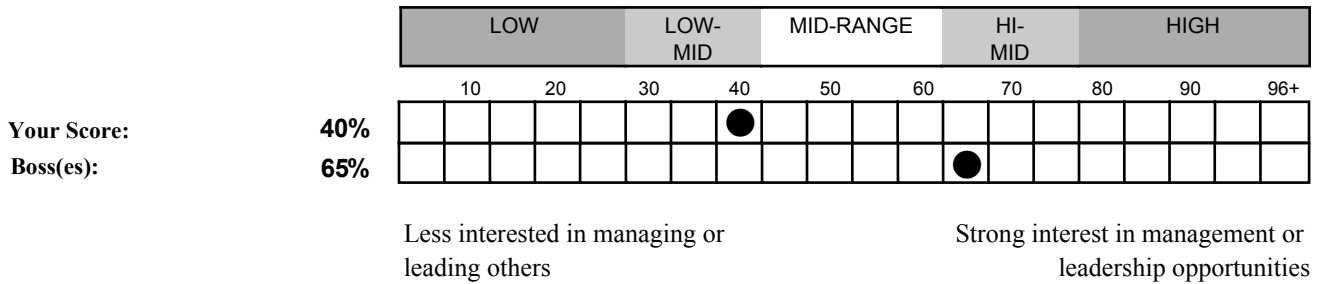 LOW LOW- MID-RANGE HI- HIGH
MID MID
10 20 30 40 50 60 70 80 90 96+
Your Score: 40%
Boss(es): 65%
Less interested in managing or Strong interest in management or
leading others leadership opportunities